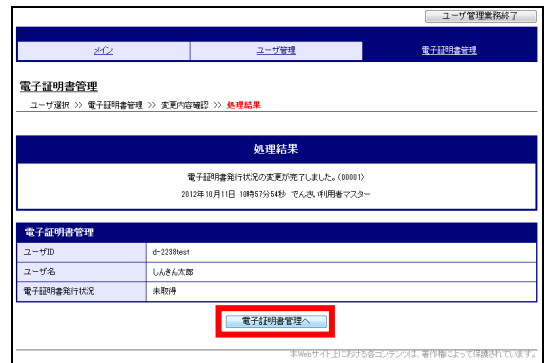 ユーザ管理業務終了
メイン ユーザ管理 電子証明書管理
電子証明書管理
ユーザ選択 >> 電子証明書管理 >> 変更内容確認 >> 処理結果
処理結果
電子証明書発行状況の変更が完了しました。(00001)
2012年10月11日 10時57分54秒 でんさい利用者マスター
電子証明書管理
ユーザID d-2238test
ユーザ名 しんきん太郎
電子証明書発行状況 未取得
電子証明書管理へ
本Webサイト上における各コンテンツは、著作権によって保護されています。